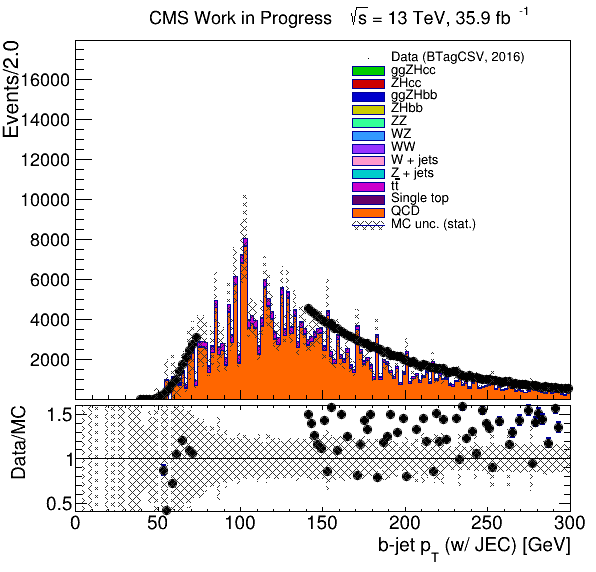 CMS Work in Progress √s = 13 TeV, 35.9 fb⁻¹
Events/2.0
16000
14000
12000
10000
8000
6000
4000
2000
Data (BTagCSV, 2016)
ggZHcc
ZHcc
ggZHbb
ZHbb
ZZ
WZ
WW
W + jets
Z + jets
tt̅
Single top
QCD
MC unc. (stat.)
Data/MC
1.5
1
0.5
0 50 100 150 200 250 300
b-jet p_T (w/ JEC) [GeV]